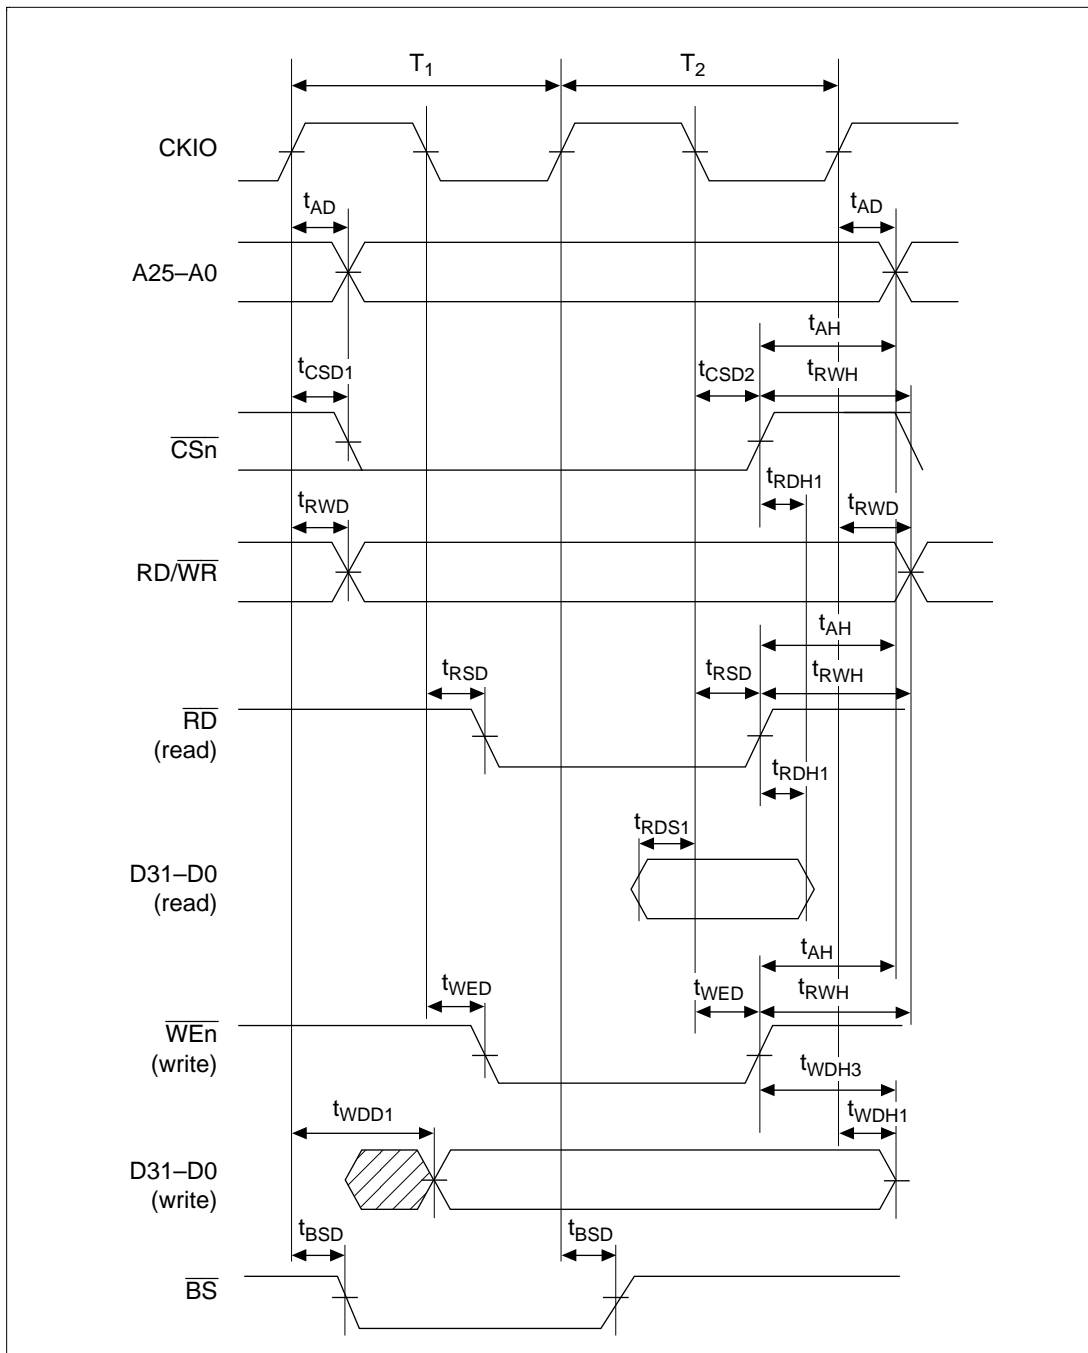 T1 T2
CKIO
tAD tAD
A25–A0
tAH
tCSD1 tCSD2 tRWH
CSn
tRDH1
tRWD tRWD
RD/WR
tAH
tRSD tRSD tRWH
RD
(read)
tRDH1
tRDS1
D31–D0
(read)
tAH
tWED tWED tRWH
WEn
(write)
tWDH3
tWDD1 tWDH1
D31–D0
(write)
tBSD tBSD
BS